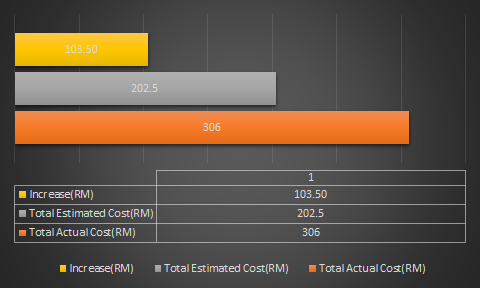 103.50
202.5
306
1
Increase(RM) 103.50
Total Estimated Cost(RM) 202.5
Total Actual Cost(RM) 306
Increase(RM) Total Estimated Cost(RM) Total Actual Cost(RM)